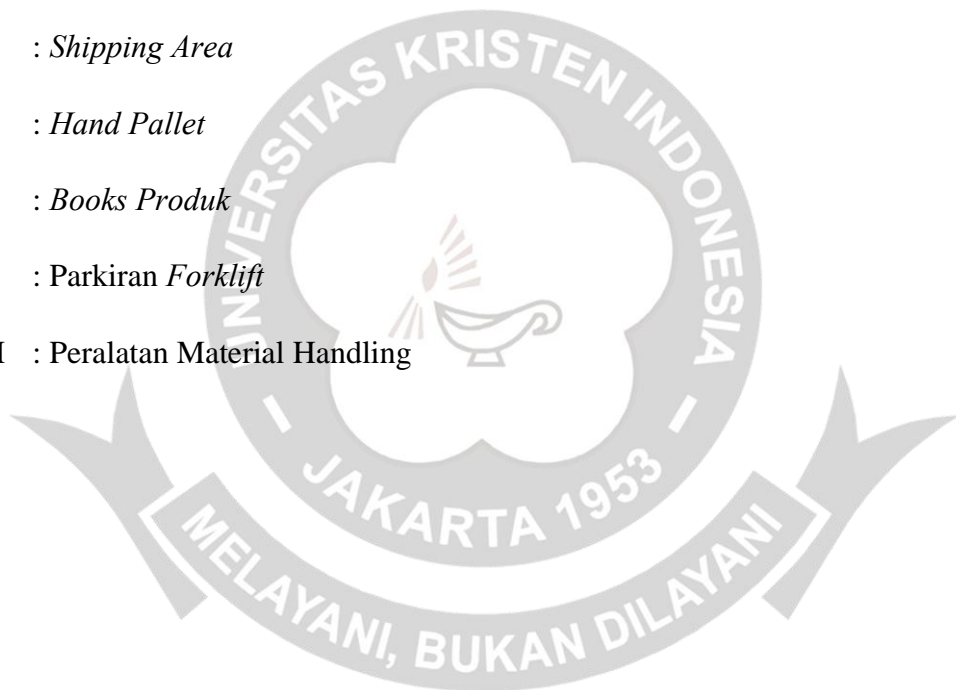 : Shipping Area
: Hand Pallet
: Books Produk
: Parkiran Forklift
: Peralatan Material Handling
UNIVERSITAS KRISTEN INDONESIA
JAKARTA 1953
MELAYANI, BUKAN DILAYANI